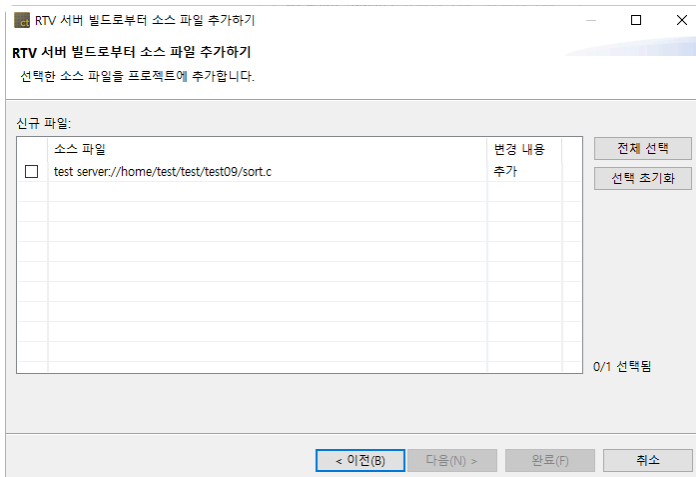 ct RTV 서버 빌드로부터 소스 파일 추가하기
RTV 서버 빌드로부터 소스 파일 추가하기
선택한 소스 파일을 프로젝트에 추가합니다.
신규 파일:
소스 파일 변경 내용
test server://home/test/test/test09/sort.c 추가
전체 선택
선택 초기화
0/1 선택됨
< 이전(B) 다음(N) > 완료(F) 취소